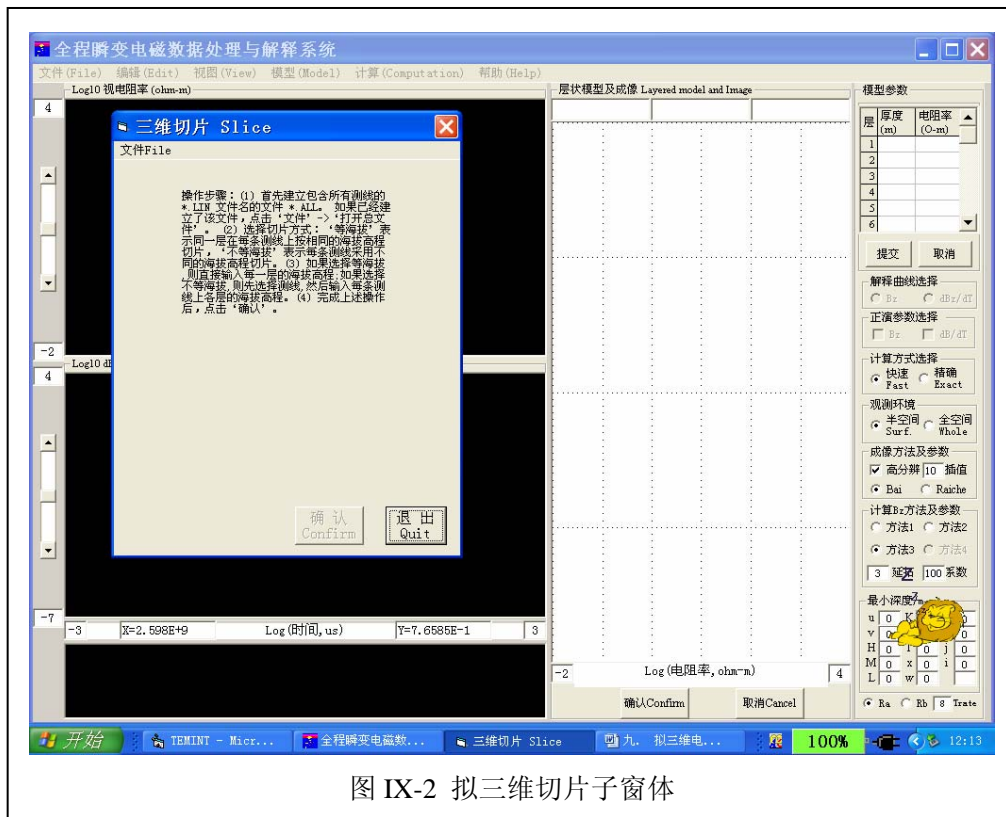 全程瞬变电磁数据处理与解释系统
文件(File) 编辑(Edit) 视图(View) 模型(Model) 计算(Computation) 帮助(Help)
Log10 视电阻率 (ohm-m)
4
-2
三维切片 Slice
文件File
操作步骤：(1) 首先建立包含所有测线的
*.LIN 文件名的文件 *.ALL。如果已经建
立了该文件，点击‘文件’->‘打开总文
件’。(2) 选择切片方式：‘等海拔’表
示同一层在每条测线上按相同的海拔高程
切片，‘不等海拔’表示每条测线采用不
同的海拔高程切片。(3) 如果选择等海拔
,则直接输入每一层的海拔高程;如果选择
不等海拔,则先选择测线,然后输入每条测
线上各层的海拔高程。(4) 完成上述操作
后，点击‘确认’。
确 认
Confirm
退 出
Quit
Log10 dB
4
-7
-3 X=2.598E+9 Log(时间,us) Y=7.6585E-1 3
层状模型及成像 Layered model and Image
-2 Log(电阻率, ohm-m) 4
确认Confirm 取消Cancel
模型参数
层 厚度 (m) 电阻率 (O-m)
1
2
3
4
5
6
提交 取消
解释曲线选择
Bz dBz/dT
正演参数选择
Bz dB/dT
计算方式选择
快速 Fast 精确 Exact
观测环境
半空间 Surf. 全空间 Whole
成像方法及参数
高分辨 10 插值
Bai Raiche
计算Bz方法及参数
方法1 方法2
方法3 方法4
3 延拓 100 系数
最小深度
u 0 K
v 0 0
H 0 0 j 0
M 0 x 0 i 0
L 0 w 0
Ra Rb 8 Trate
开始 TEMINT - Micr... 全程瞬变电磁数... 三维切片 Slice 九. 拟三维电... 100% 12:13
图 IX-2 拟三维切片子窗体